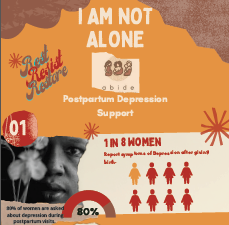 I AM NOT
ALONE
Rest
Resist
Restore
abide
Postpartum Depression
Support
01
1 IN 8 WOMEN
Report symptoms of Depression after giving
birth.
80% of women are asked
about depression during
postpartum visits.
80%